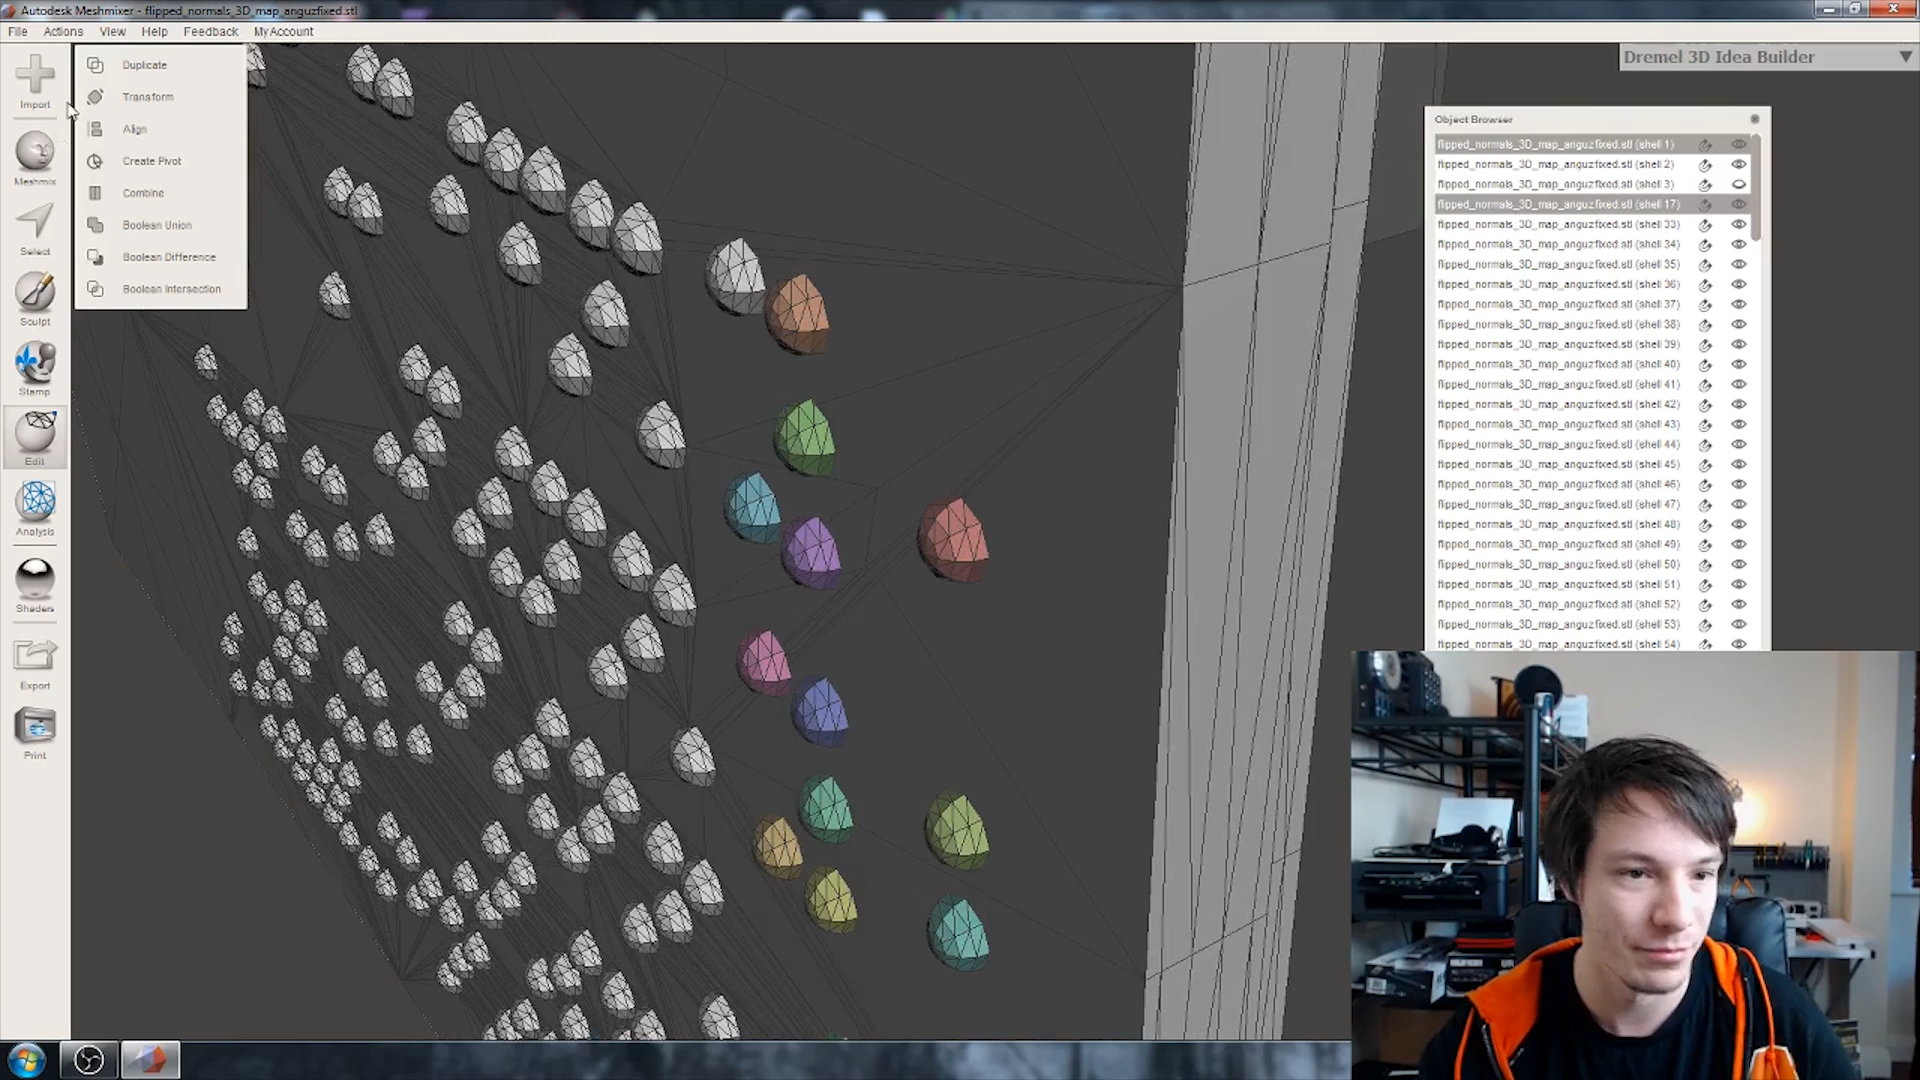 Autodesk Meshmixer - flipped_normals_3D_map_anguzfixed.stl
File Actions View Help Feedback My Account
Import
Meshmix
Select
Sculpt
Stamp
Edit
Analysis
Shaders
Export
Print
Duplicate
Transform
Align
Create Pivot
Combine
Boolean Union
Boolean Difference
Boolean Intersection
Dremel 3D Idea Builder
Object Browser
flipped_normals_3D_map_anguzfixed.stl (shell 1)
flipped_normals_3D_map_anguzfixed.stl (shell 2)
flipped_normals_3D_map_anguzfixed.stl (shell 3)
flipped_normals_3D_map_anguzfixed.stl (shell 17)
flipped_normals_3D_map_anguzfixed.stl (shell 33)
flipped_normals_3D_map_anguzfixed.stl (shell 34)
flipped_normals_3D_map_anguzfixed.stl (shell 35)
flipped_normals_3D_map_anguzfixed.stl (shell 36)
flipped_normals_3D_map_anguzfixed.stl (shell 37)
flipped_normals_3D_map_anguzfixed.stl (shell 38)
flipped_normals_3D_map_anguzfixed.stl (shell 39)
flipped_normals_3D_map_anguzfixed.stl (shell 40)
flipped_normals_3D_map_anguzfixed.stl (shell 41)
flipped_normals_3D_map_anguzfixed.stl (shell 42)
flipped_normals_3D_map_anguzfixed.stl (shell 43)
flipped_normals_3D_map_anguzfixed.stl (shell 44)
flipped_normals_3D_map_anguzfixed.stl (shell 45)
flipped_normals_3D_map_anguzfixed.stl (shell 46)
flipped_normals_3D_map_anguzfixed.stl (shell 47)
flipped_normals_3D_map_anguzfixed.stl (shell 48)
flipped_normals_3D_map_anguzfixed.stl (shell 49)
flipped_normals_3D_map_anguzfixed.stl (shell 50)
flipped_normals_3D_map_anguzfixed.stl (shell 51)
flipped_normals_3D_map_anguzfixed.stl (shell 52)
flipped_normals_3D_map_anguzfixed.stl (shell 53)
flipped_normals_3D_map_anguzfixed.stl (shell 54)